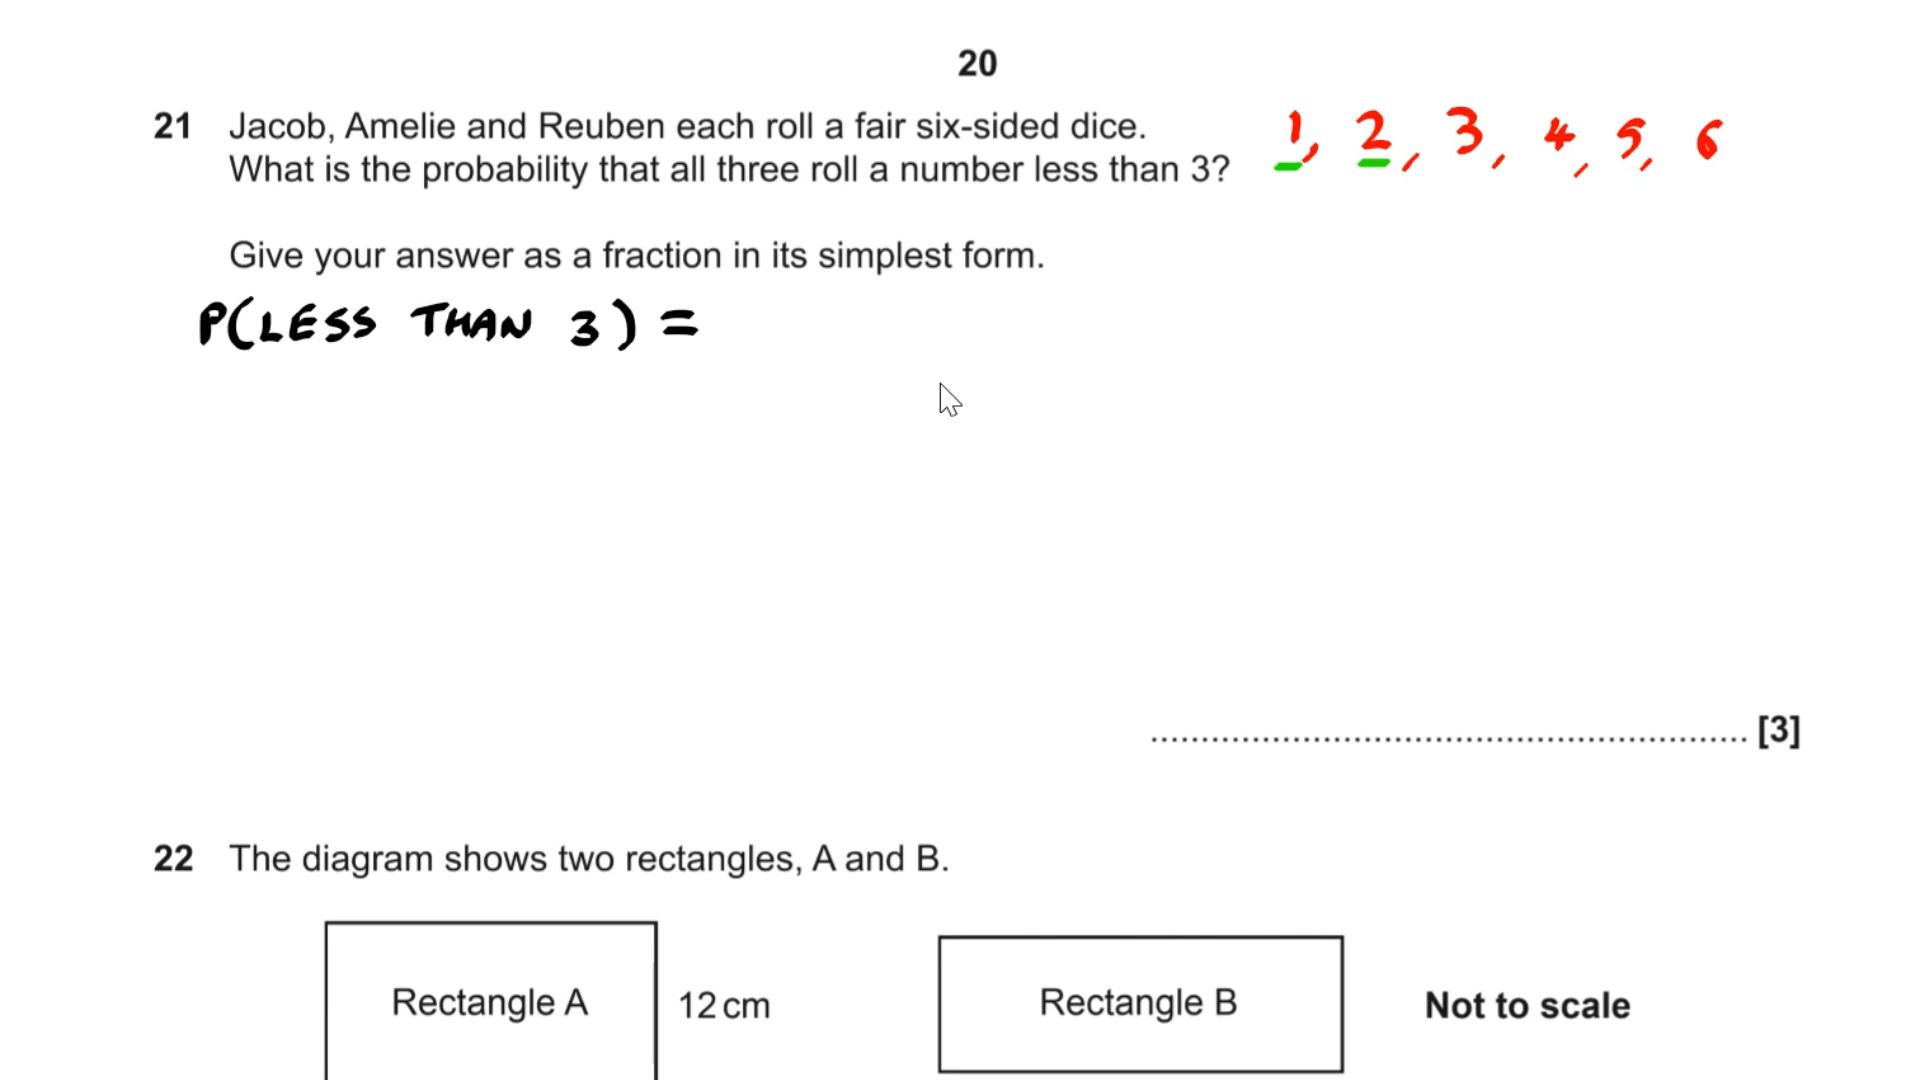 20
21 Jacob, Amelie and Reuben each roll a fair six-sided dice.
What is the probability that all three roll a number less than 3?
1, 2, 3, 4, 5, 6
Give your answer as a fraction in its simplest form.
P(LESS THAN 3) =
........................................................... [3]
22 The diagram shows two rectangles, A and B.
Rectangle A 12 cm Rectangle B Not to scale